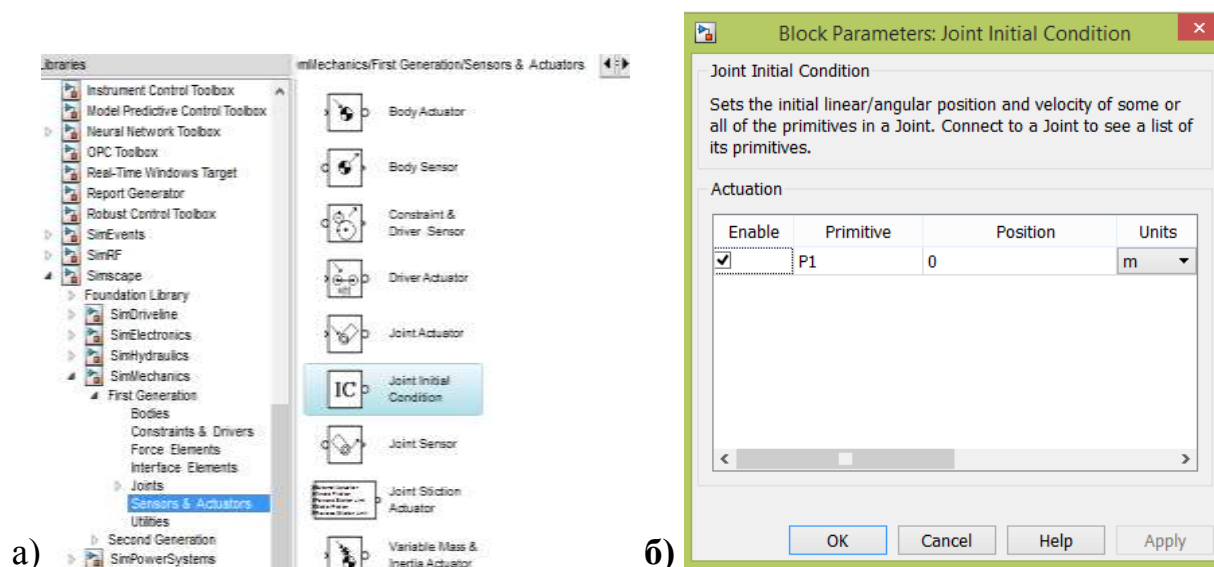 Libraries
Instrument Control Toolbox
Model Predictive Control Toolbox
Neural Network Toolbox
OPC Toolbox
Real-Time Windows Target
Report Generator
Robust Control Toolbox
SimEvents
SimRF
Simscape
Foundation Library
SimDriveline
SimElectronics
SimHydraulics
SimMechanics
First Generation
Bodies
Constraints & Drivers
Force Elements
Interface Elements
Joints
Sensors & Actuators
Utilities
Second Generation
SimPowerSystems
а)
mMechanics/First Generation/Sensors & Actuators
Body Actuator
Body Sensor
Constraint &
Driver Sensor
Driver Actuator
Joint Actuator
IC
Joint Initial
Condition
Joint Sensor
Joint Stiction
Actuator
Variable Mass &
Inertia Actuator
б)
Block Parameters: Joint Initial Condition
Joint Initial Condition
Sets the initial linear/angular position and velocity of some or
all of the primitives in a Joint. Connect to a Joint to see a list of
its primitives.
Actuation
Enable Primitive Position Units
P1 0 m
OK Cancel Help Apply